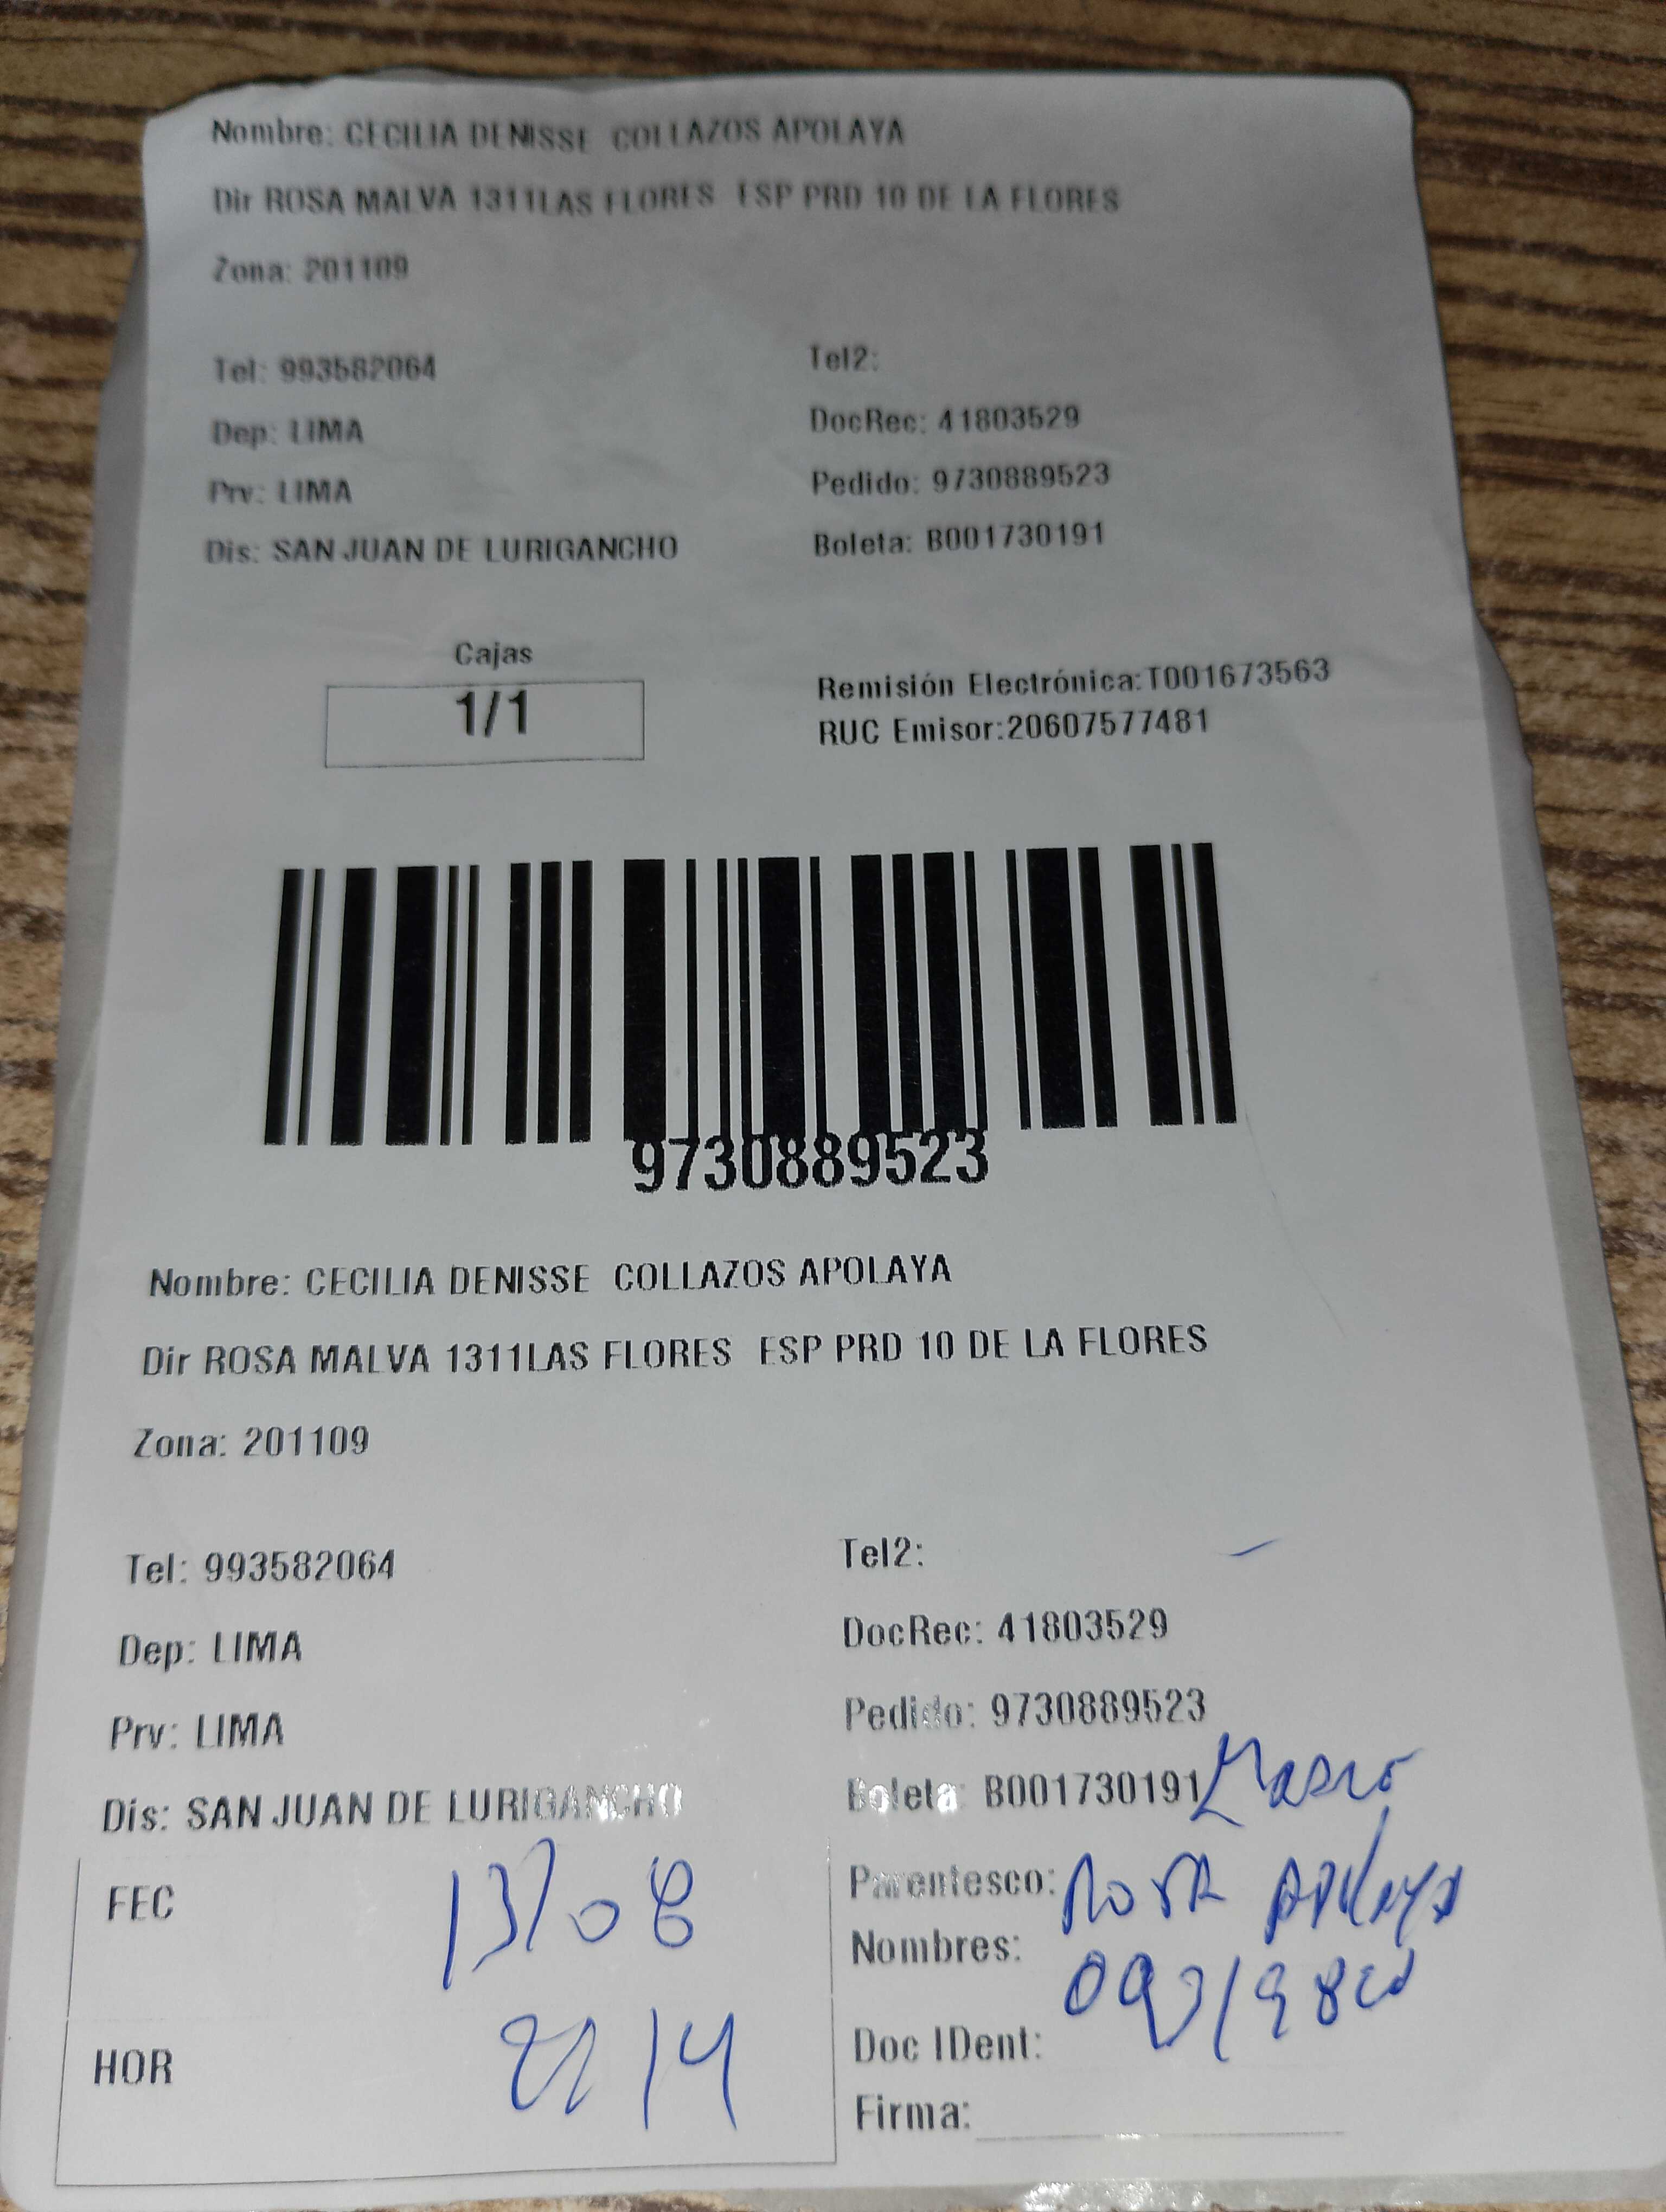 Nombre: CECILIA DENISSE COLLAZOS APOLAYA
Dir ROSA MALVA 1311LAS FLORES ESP PRD 10 DE LA FLORES
Zona: 201109
Tel: 993582064 Tel2:
Dep: LIMA DocRec: 41803529
Prv: LIMA Pedido: 9730889523
Dis: SAN JUAN DE LURIGANCHO Boleta: B001730191
Cajas
1/1
Remisión Electrónica:T001673563
RUC Emisor:20607577481
9730889523
Nombre: CECILIA DENISSE COLLAZOS APOLAYA
Dir ROSA MALVA 1311LAS FLORES ESP PRD 10 DE LA FLORES
Zona: 201109
Tel: 993582064 Tel2:
Dep: LIMA DocRec: 41803529
Prv: LIMA Pedido: 9730889523
Dis: SAN JUAN DE LURIGANCHO Boleta: B001730191
FEC 13/08 Parentesco: Rosa Apolaya
Nombres:
HOR Doc IDent:
Firma: